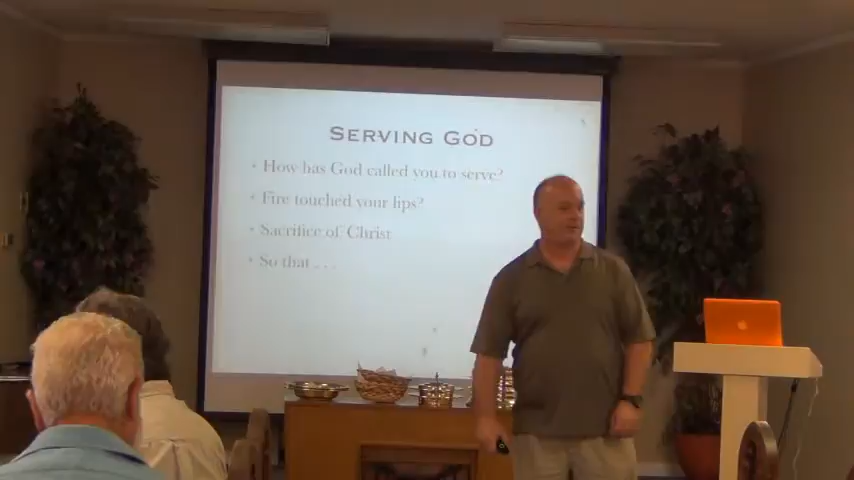 Serving God
• How has God called you to serve?
• Fire touched your lips?
• Sacrifice of Christ
• So that . . .